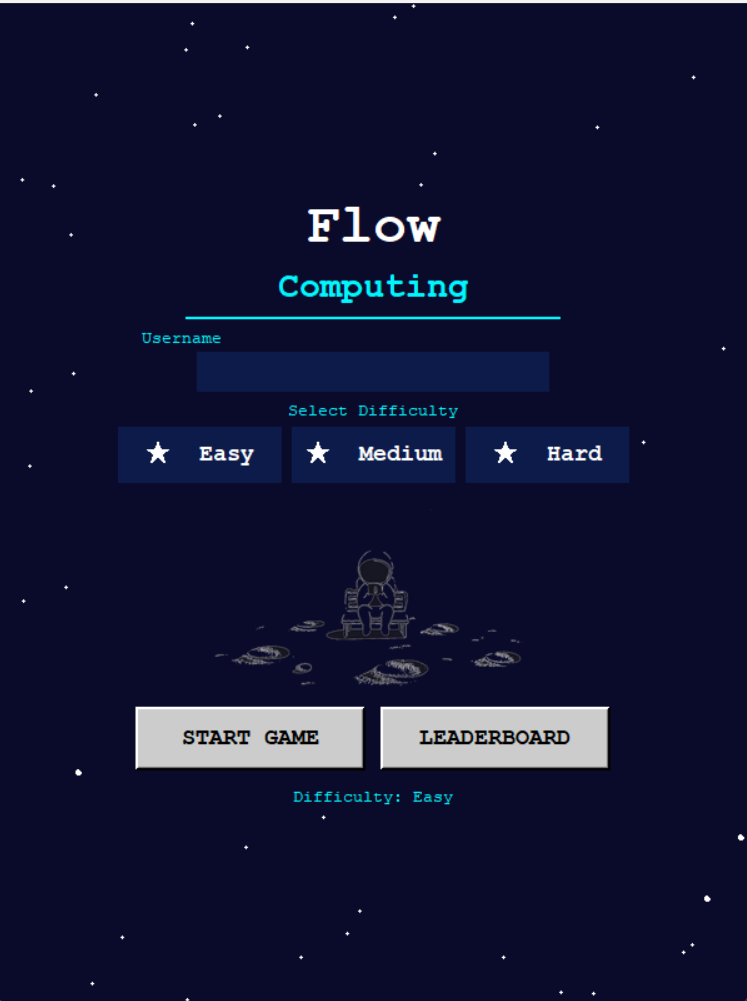 Flow
Computing
Username
Select Difficulty
★ Easy ★ Medium ★ Hard
START GAME LEADERBOARD
Difficulty: Easy